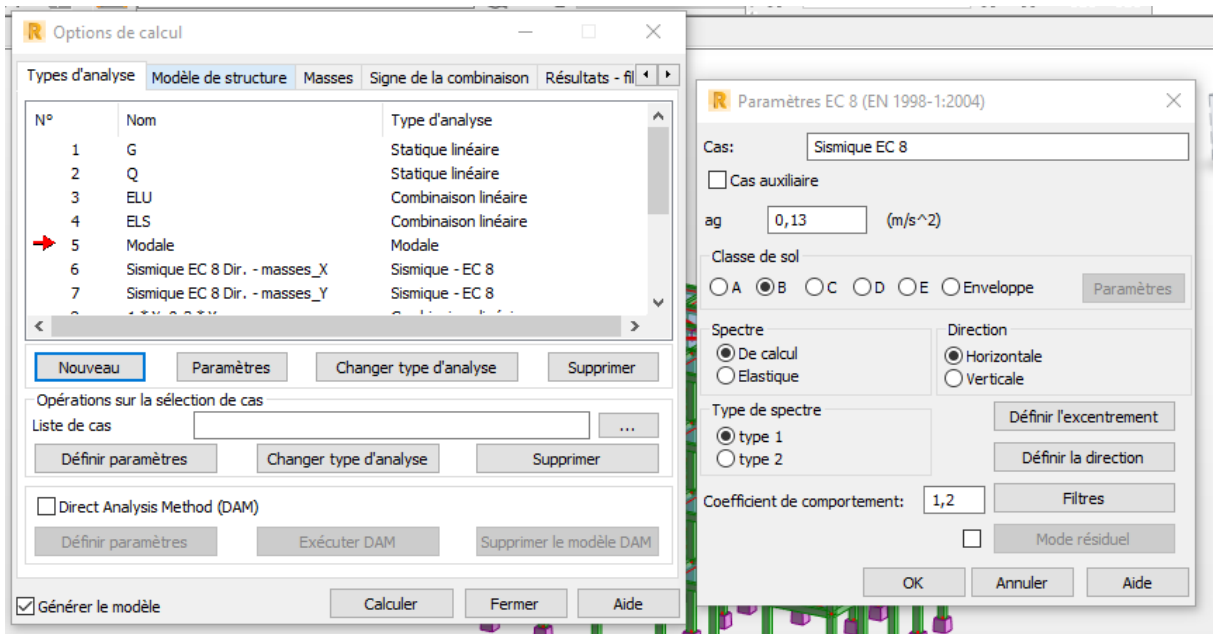 R Options de calcul
Types d'analyse Modèle de structure Masses Signe de la combinaison Résultats - fil
N° Nom Type d'analyse
1 G Statique linéaire
2 Q Statique linéaire
3 ELU Combinaison linéaire
4 ELS Combinaison linéaire
5 Modale Modale
6 Sismique EC 8 Dir. - masses_X Sismique - EC 8
7 Sismique EC 8 Dir. - masses_Y Sismique - EC 8
Nouveau Paramètres Changer type d'analyse Supprimer
Opérations sur la sélection de cas
Liste de cas ...
Définir paramètres Changer type d'analyse Supprimer
Direct Analysis Method (DAM)
Définir paramètres Exécuter DAM Supprimer le modèle DAM
Générer le modèle Calculer Fermer Aide
R Paramètres EC 8 (EN 1998-1:2004)
Cas: Sismique EC 8
Cas auxiliaire
ag 0,13 (m/s^2)
Classe de sol
A B C D E Enveloppe Paramètres
Spectre Direction
De calcul Horizontale
Elastique Verticale
Type de spectre Définir l'excentrement
type 1
type 2 Définir la direction
Coefficient de comportement: 1,2 Filtres
Mode résiduel
OK Annuler Aide